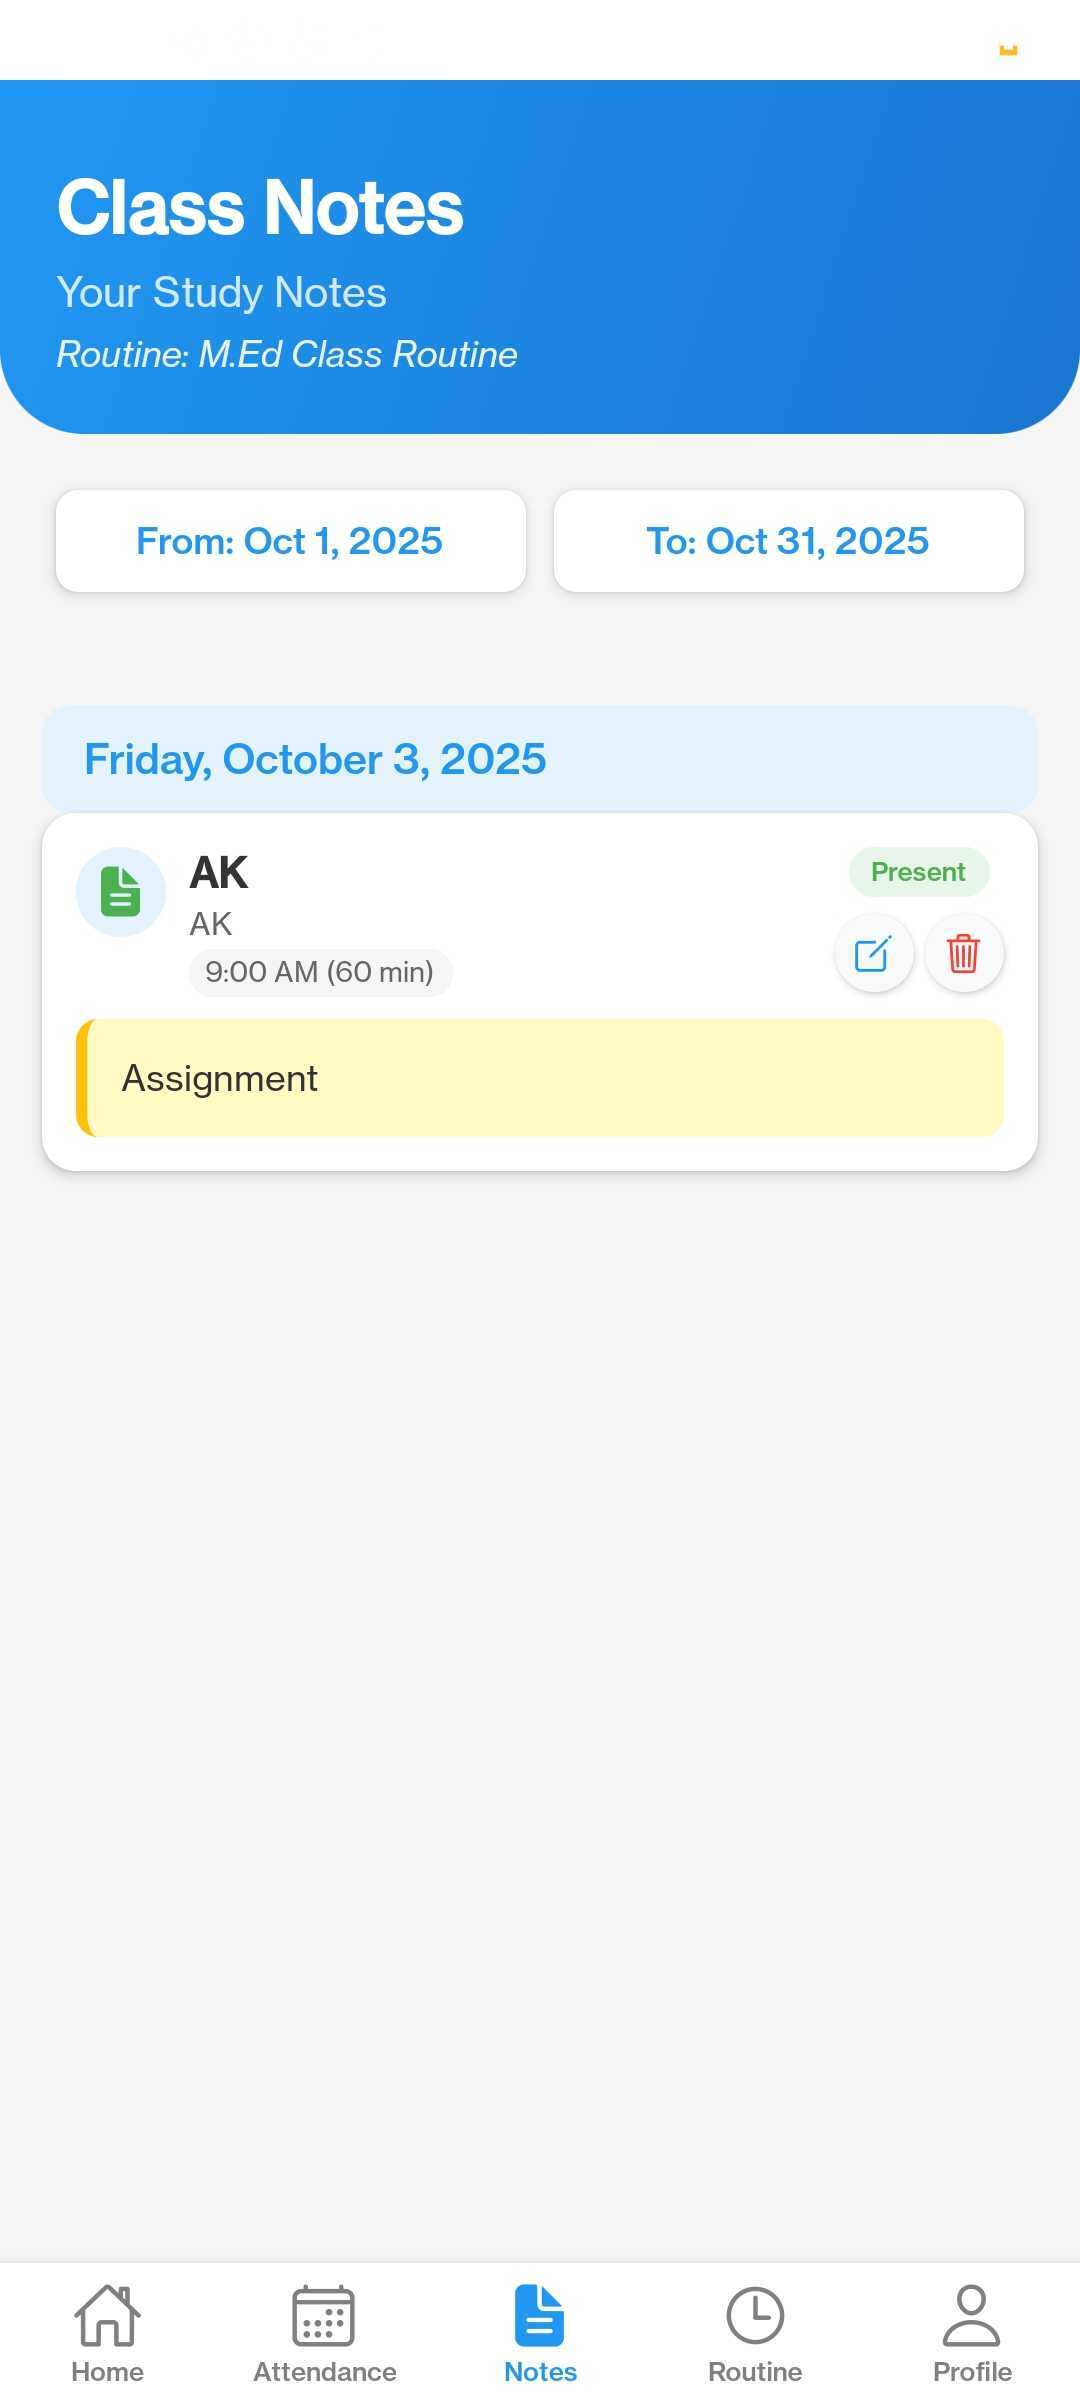 Class Notes
Your Study Notes
Routine: M.Ed Class Routine
From: Oct 1, 2025
To: Oct 31, 2025
Friday, October 3, 2025
AK
Present
AK
9:00 AM (60 min)
Assignment
Home
Attendance
Notes
Routine
Profile